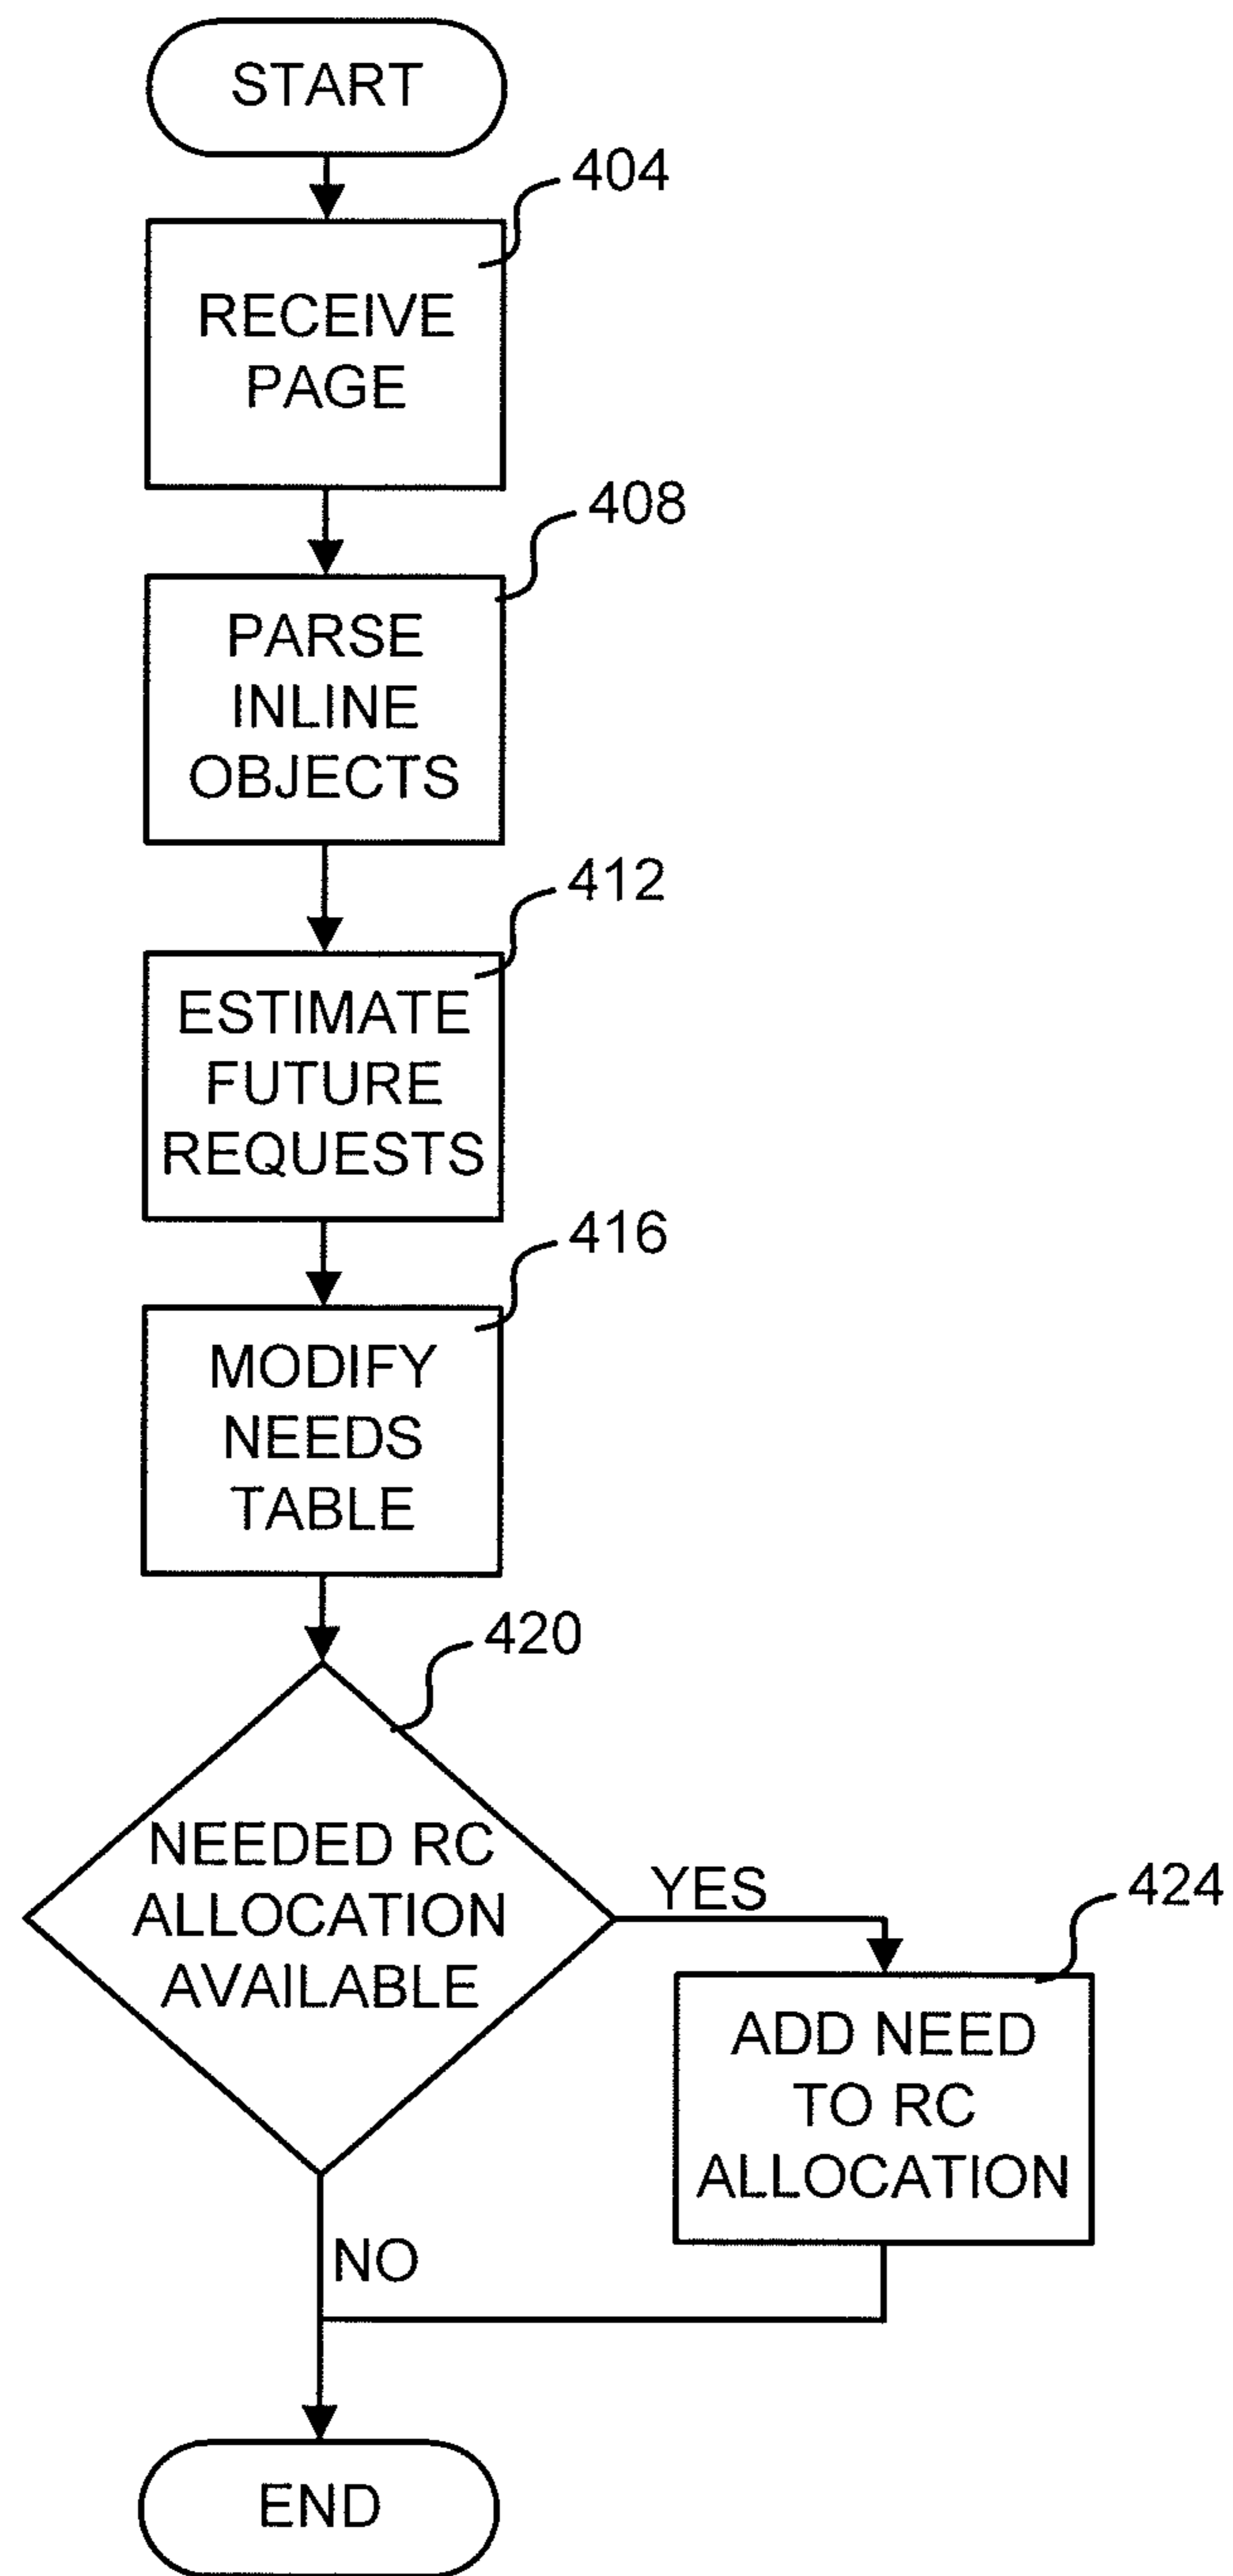 START
404
RECEIVE
PAGE
408
PARSE
INLINE
OBJECTS
412
ESTIMATE
FUTURE
REQUESTS
416
MODIFY
NEEDS
TABLE
420
NEEDED RC
ALLOCATION
AVAILABLE
YES
424
ADD NEED
TO RC
ALLOCATION
NO
END